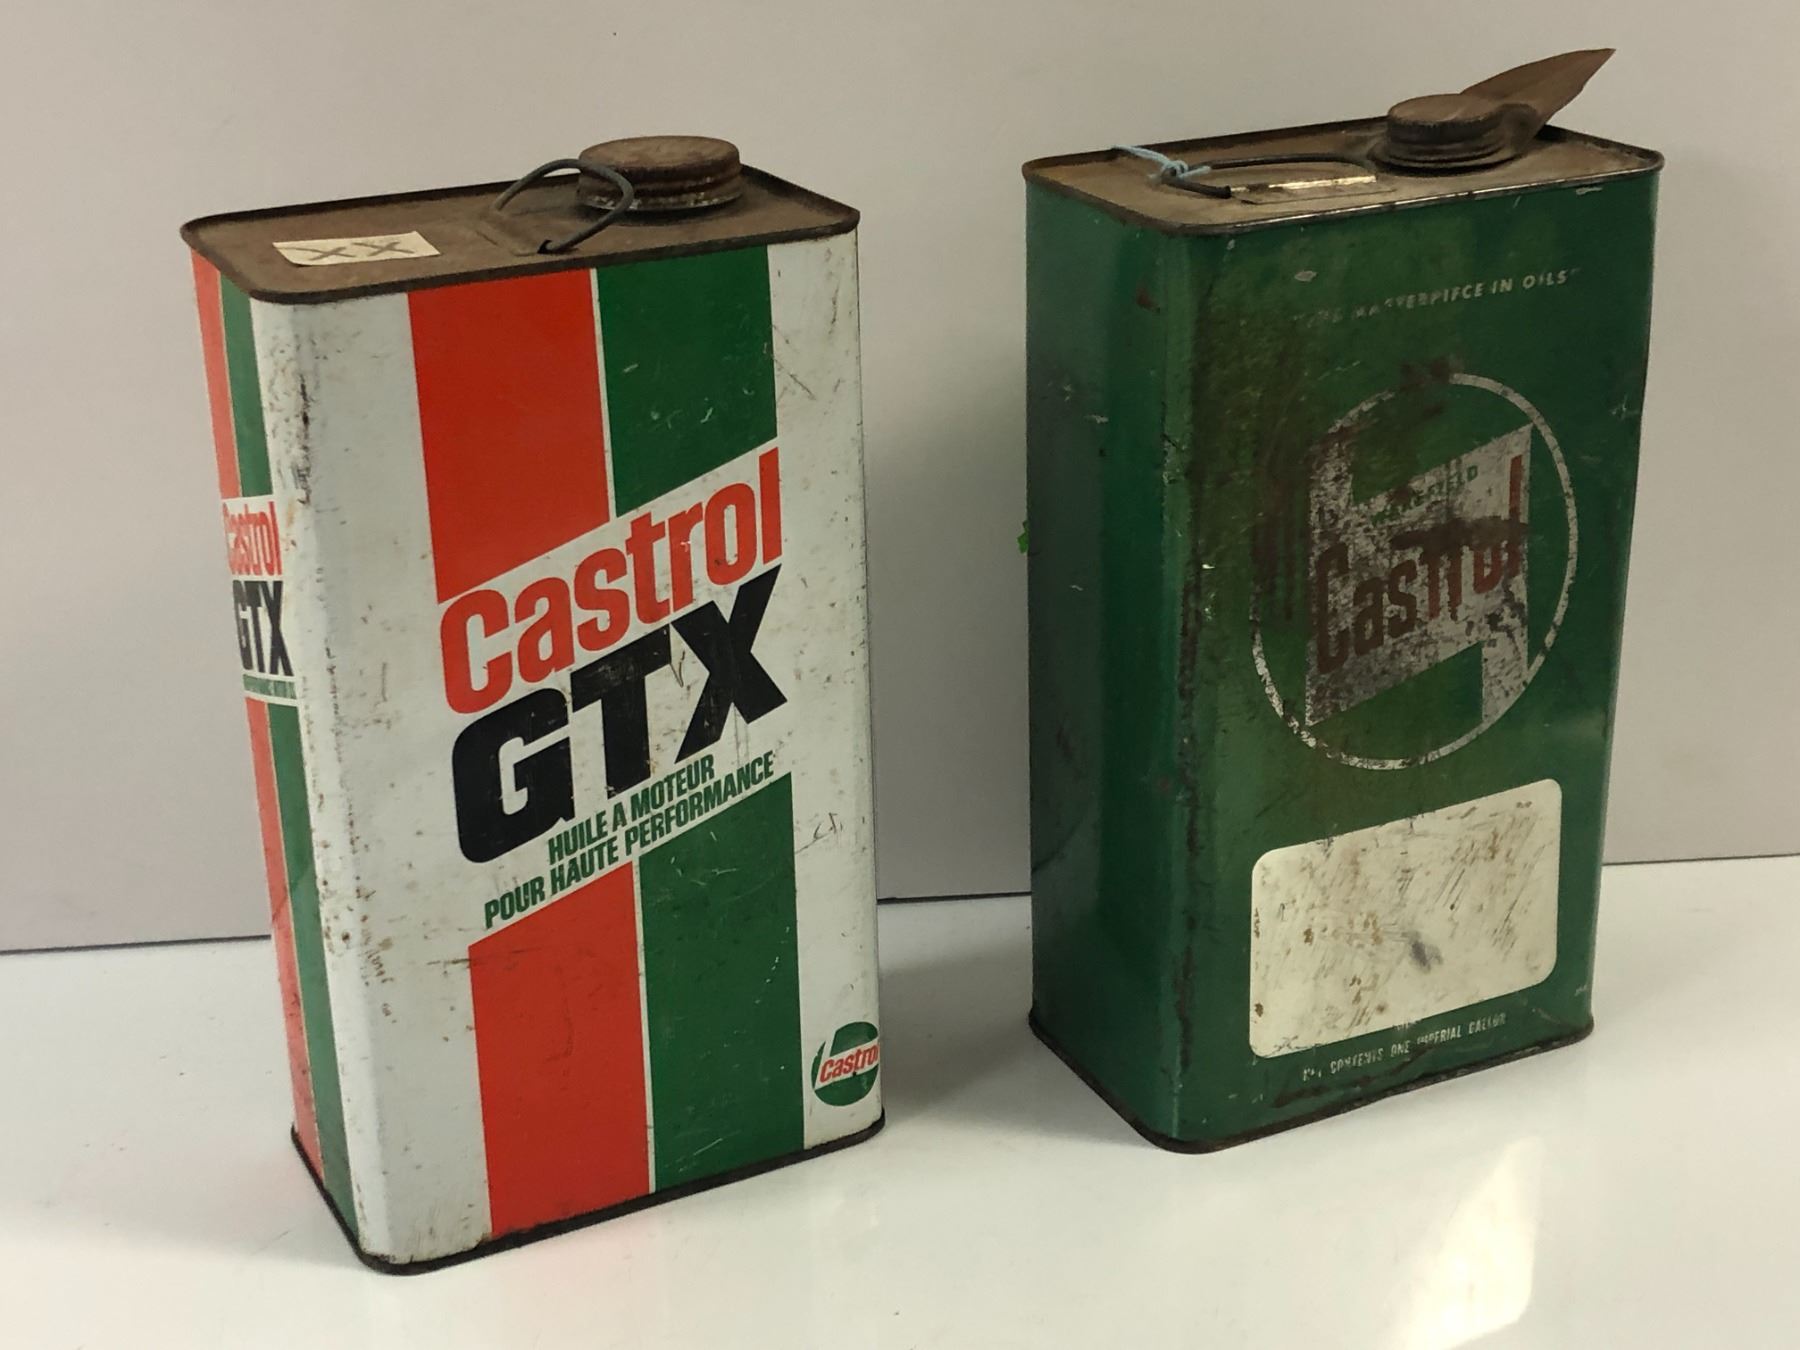 XX
Castrol
GTX
HUILE A MOTEUR
POUR HAUTE PERFORMANCE
Castrol
Castrol
GTX
MASTERPIECE IN OILS"
WAKEFIELD
Castrol
CONTENTS ONE IMPERIAL GALLON